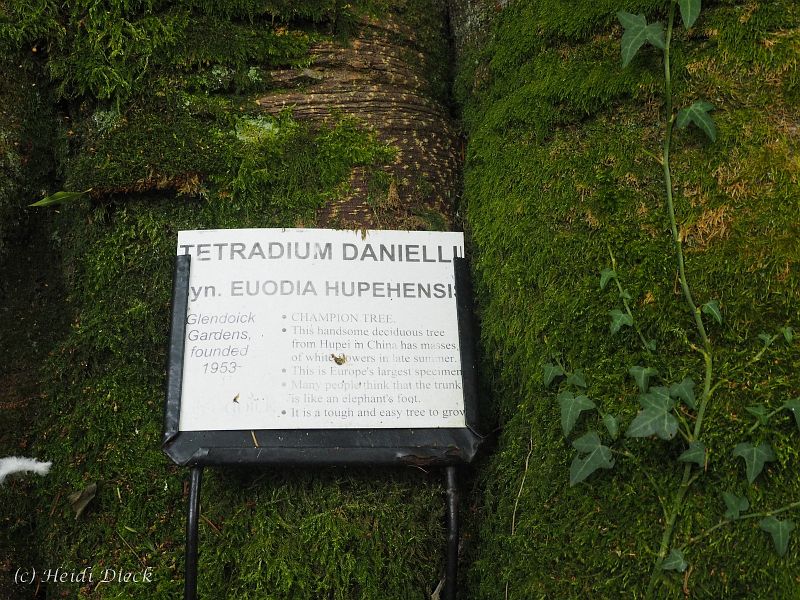 TETRADIUM DANIELLI
yn. EUODIA HUPEHENSIS
Glendoick
Gardens,
founded
1953-
• CHAMPION TREE.
• This handsome deciduous tree
from Hupei in China has masses
of white flowers in late summer.
• This is Europe's largest specimen
• Many people think that the trunk
is like an elephant's foot.
• It is a tough and easy tree to grow
(c) Heidi Dieck